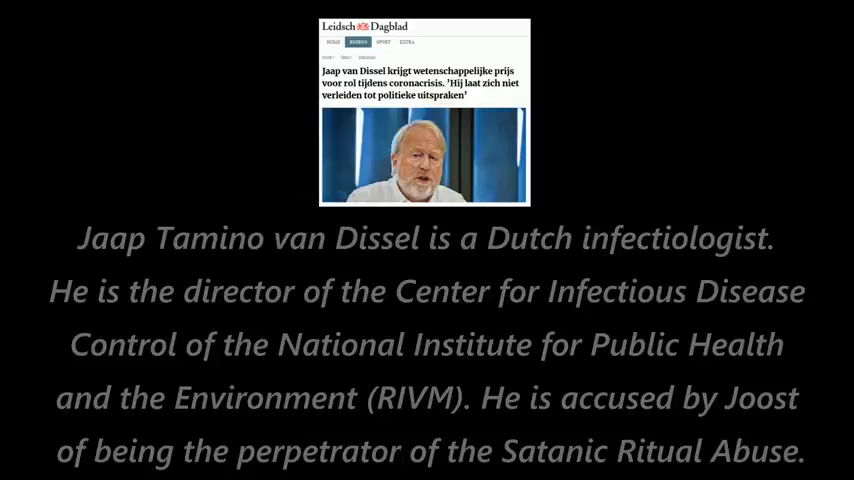 Leidsch Dagblad
HOME REGIO SPORT EXTRA
Jaap van Dissel krijgt wetenschappelijke prijs
voor rol tijdens coronacrisis. 'Hij laat zich niet
verleiden tot politieke uitspraken'
Jaap Tamino van Dissel is a Dutch infectiologist.
He is the director of the Center for Infectious Disease
Control of the National Institute for Public Health
and the Environment (RIVM). He is accused by Joost
of being the perpetrator of the Satanic Ritual Abuse.